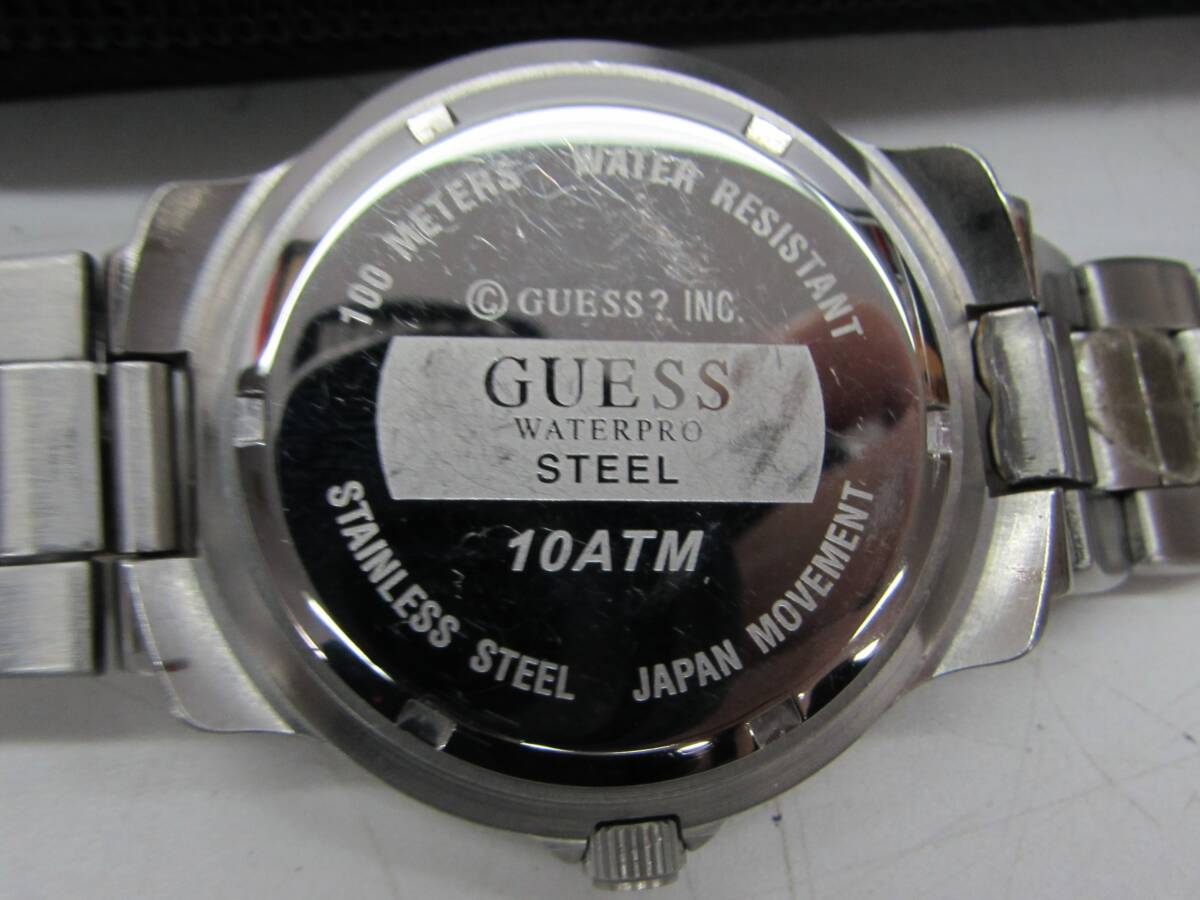 100 METERS WATER RESISTANT
© GUESS? INC.
GUESS
WATERPRO
STEEL
10ATM
STAINLESS STEEL JAPAN MOVEMENT